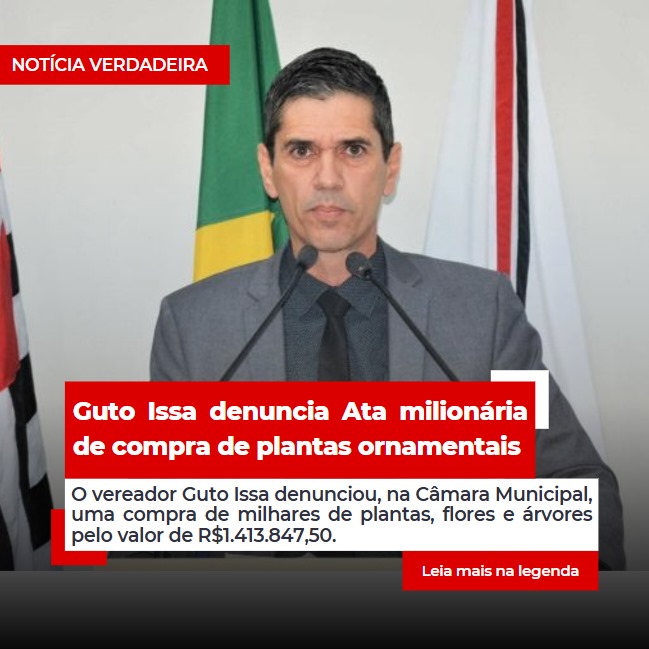 NOTÍCIA VERDADEIRA
Guto Issa denuncia Ata milionária
de compra de plantas ornamentais
O vereador Guto Issa denunciou, na Câmara Municipal,
uma compra de milhares de plantas, flores e árvores
pelo valor de R$1.413.847,50.
Leia mais na legenda